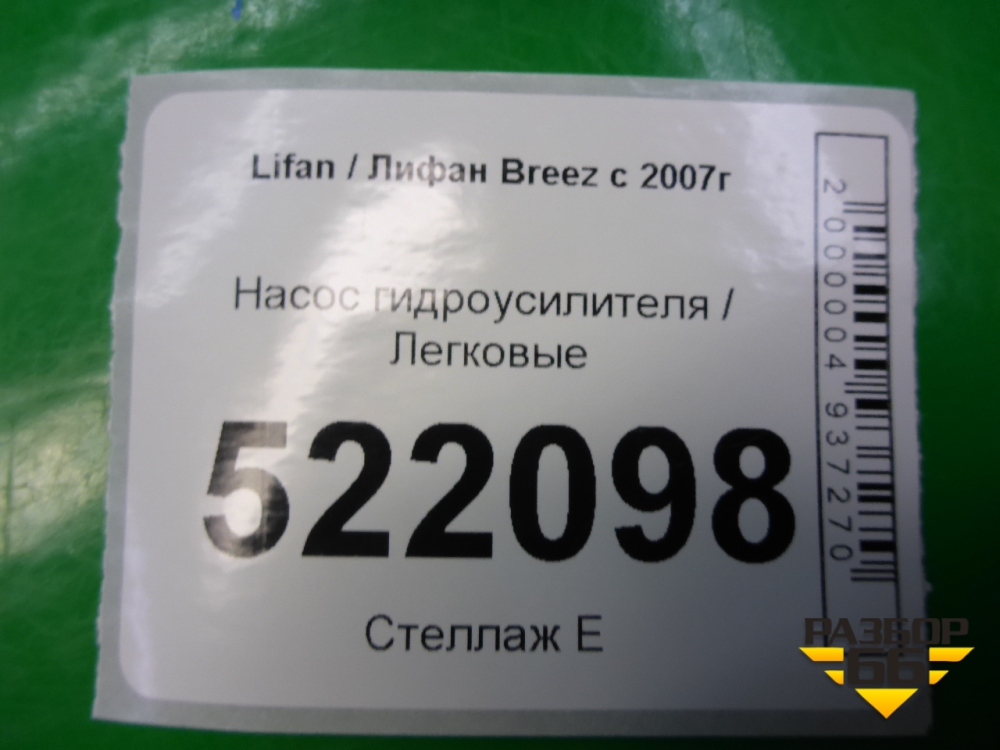 Lifan / Лифан Breez с 2007г
Насос гидроусилителя /
Легковые
522098
Стеллаж Е
2000004937270
РАЗБОР
66